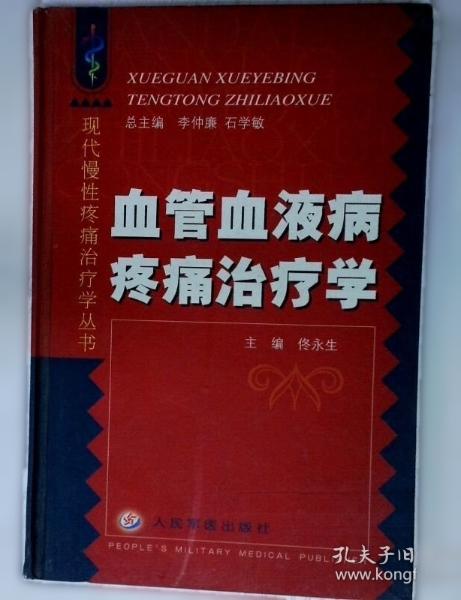 XUEGUAN XUEYEBING
TENGTONG ZHILIAOXUE
总主编 李仲廉 石学敏
现代慢性疼痛治疗学丛书
血管血液病
疼痛治疗学
主 编 佟永生
人民军医出版社
PEOPLE'S MILITARY MEDICAL
孔夫子旧
www.kongfz.com